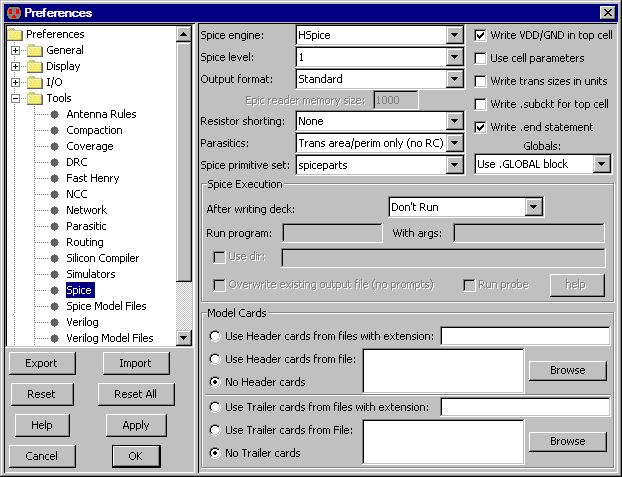 Preferences
Preferences
General
Display
I/O
Tools
Antenna Rules
Compaction
Coverage
DRC
Fast Henry
NCC
Network
Parasitic
Routing
Silicon Compiler
Simulators
Spice
Spice Model Files
Verilog
Verilog Model Files
Export Import
Reset Reset All
Help Apply
Cancel OK
Spice engine: HSpice
Spice level: 1
Output format: Standard
Epic reader memory size: 1000
Resistor shorting: None
Parasitics: Trans area/perim only (no RC)
Spice primitive set: spiceparts
Write VDD/GND in top cell
Use cell parameters
Write trans sizes in units
Write .subckt for top cell
Write .end statement
Globals:
Use .GLOBAL block
Spice Execution
After writing deck: Don't Run
Run program: With args:
Use dir:
Overwrite existing output file (no prompts) Run probe help
Model Cards
Use Header cards from files with extension:
Use Header cards from file: Browse
No Header cards
Use Trailer cards from files with extension:
Use Trailer cards from File: Browse
No Trailer cards